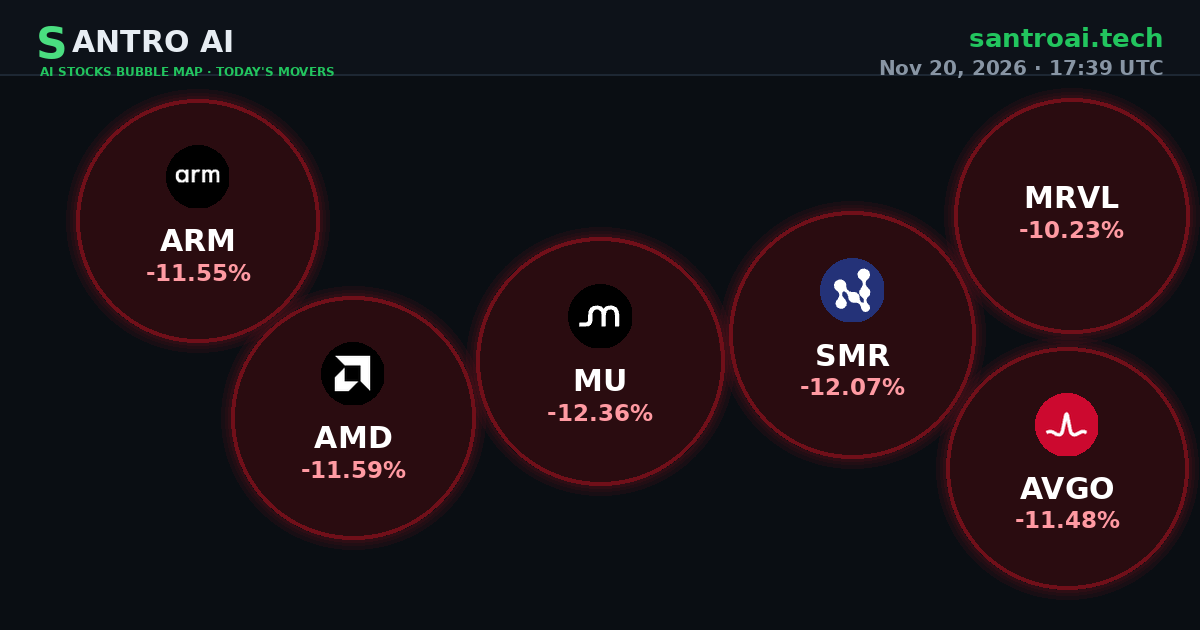 SANTRO AI
AI STOCKS BUBBLE MAP · TODAY'S MOVERS
santroai.tech
Nov 20, 2026 · 17:39 UTC
arm
ARM
-11.55%
AMD
-11.59%
MU
-12.36%
SMR
-12.07%
MRVL
-10.23%
AVGO
-11.48%